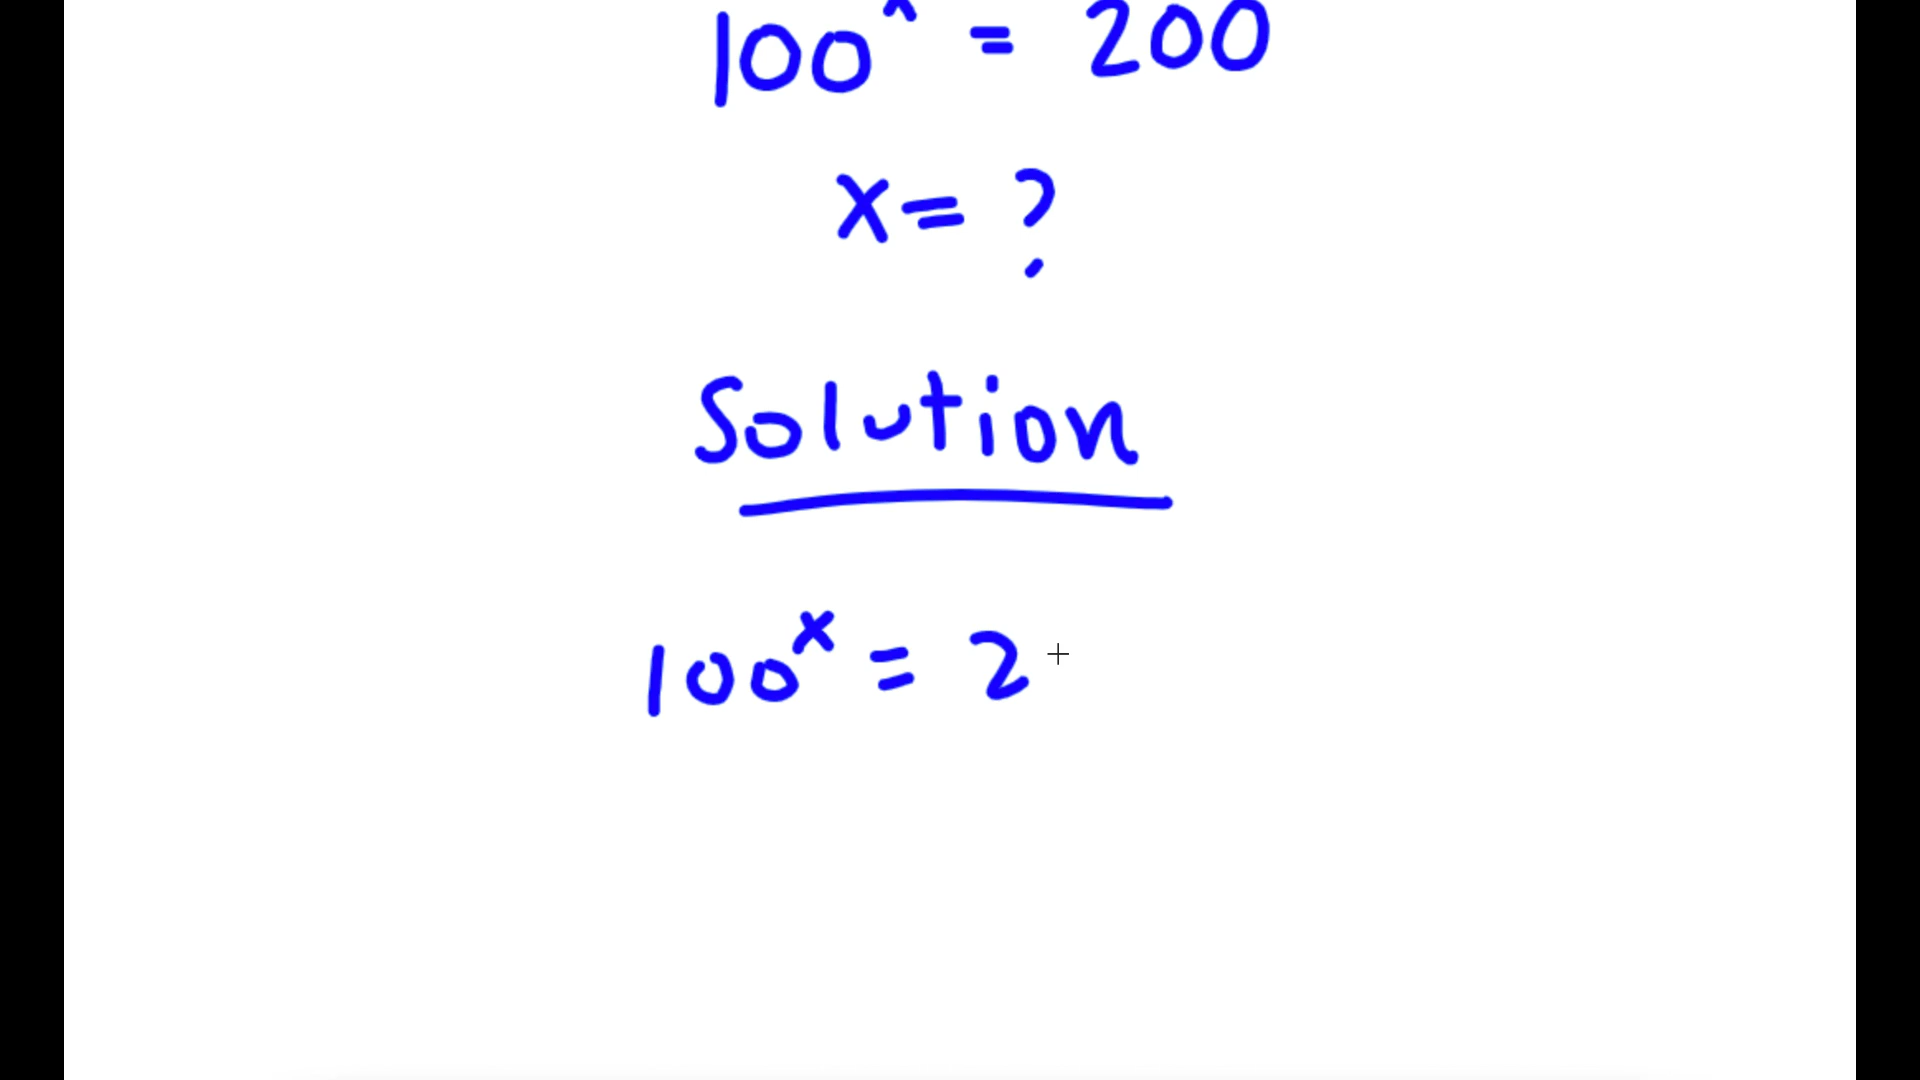 100^x = 200
x = ?
Solution
100^x = 2